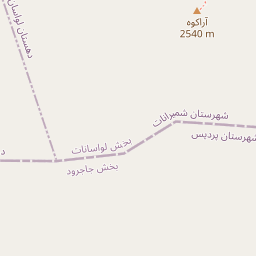 آراکوه
2540 m
دهستان لواسان
شهرستان شمیرانات
شهرستان پردیس
بخش لواسانات
بخش جاجرود